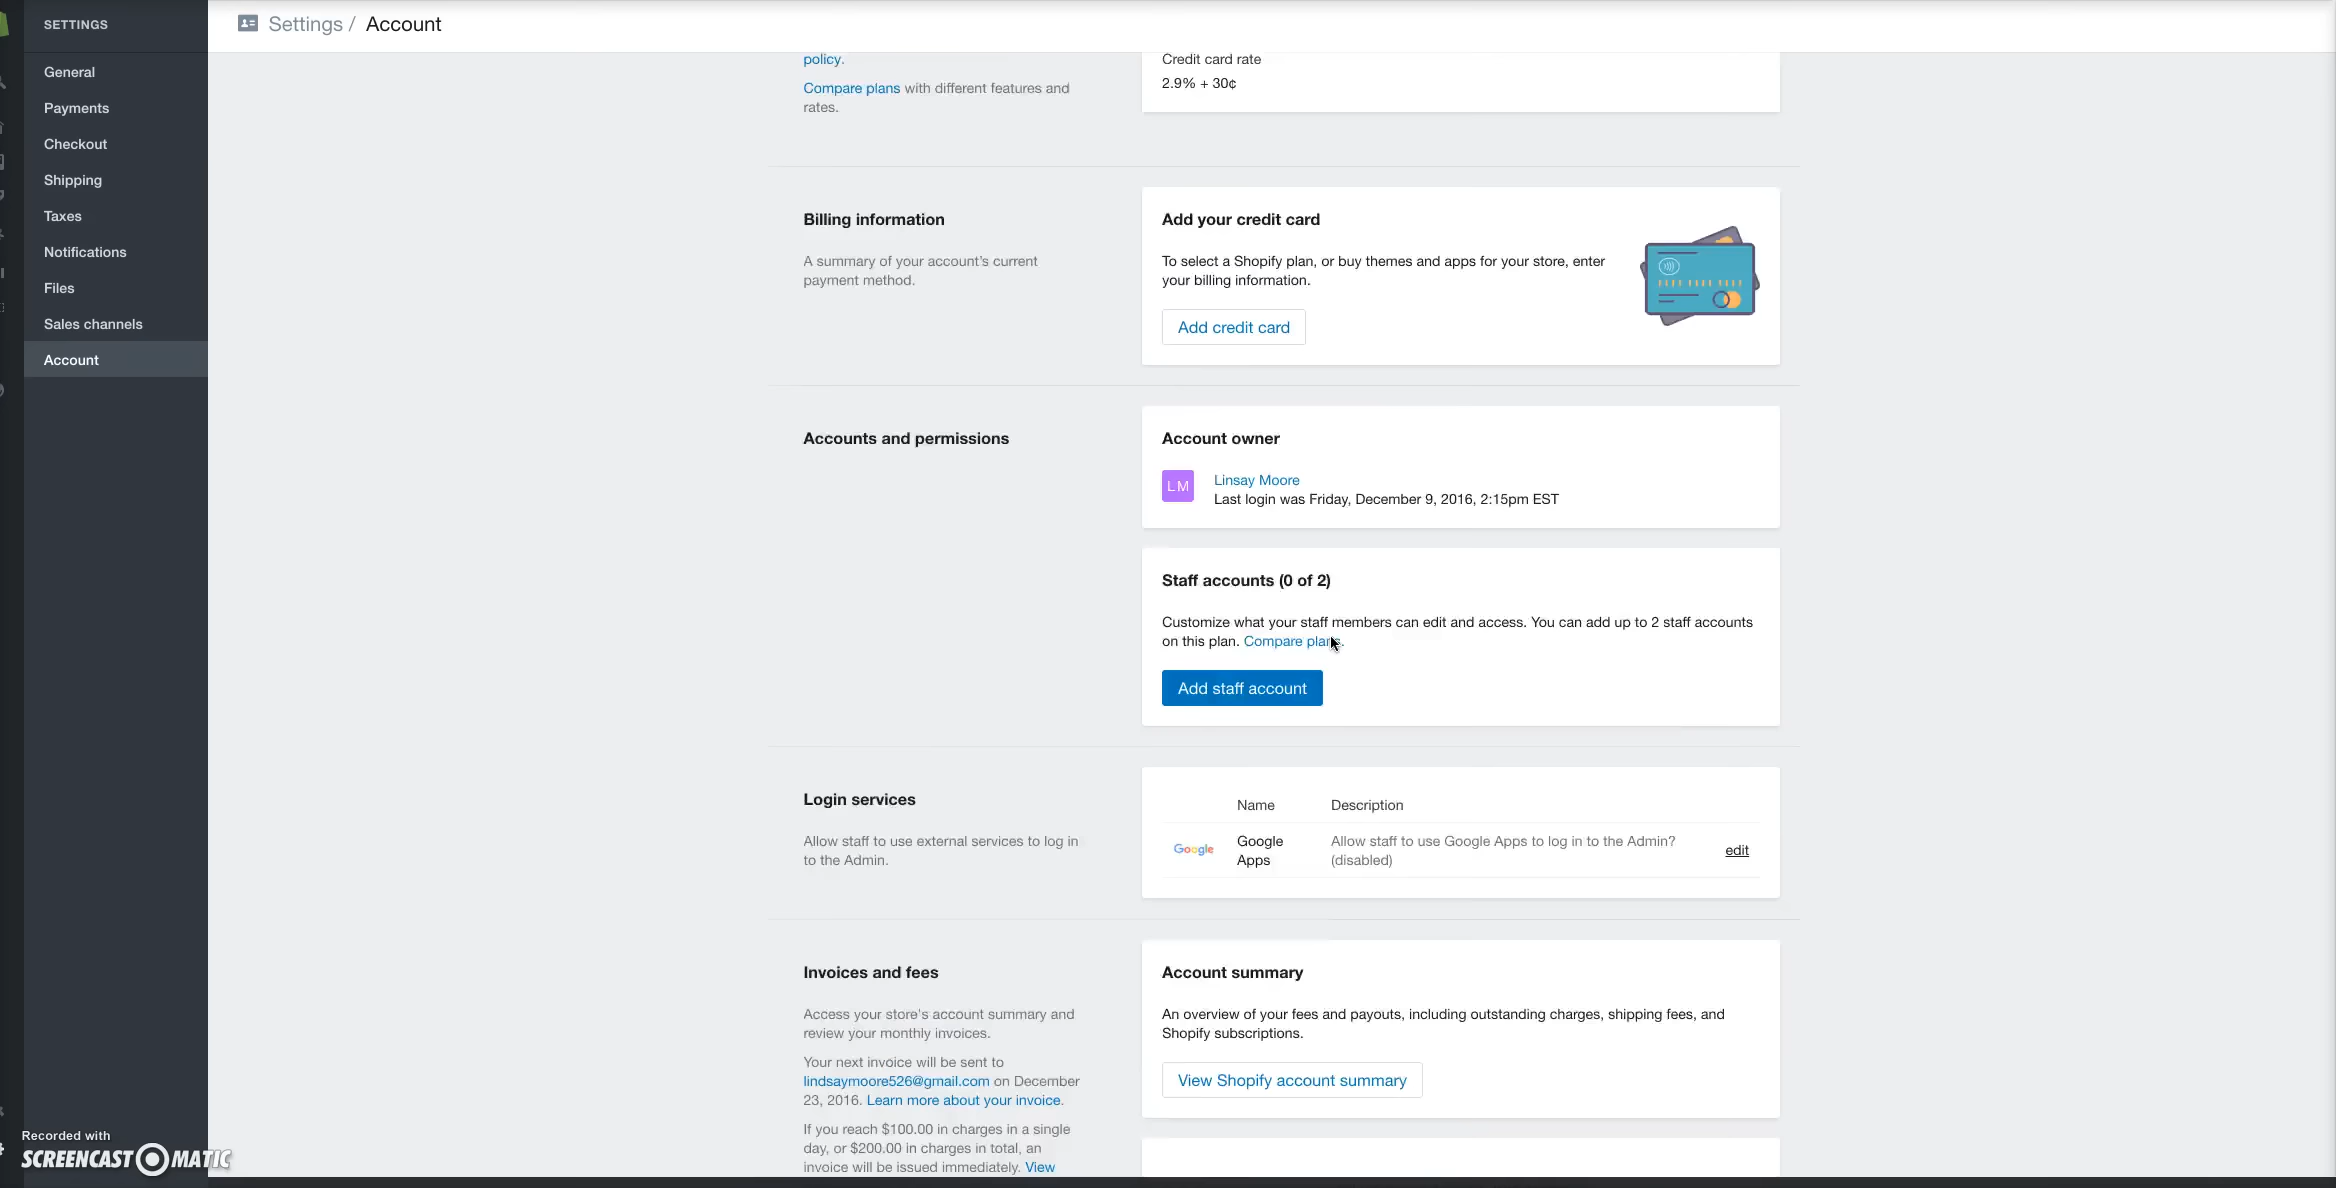 SETTINGS
General
Payments
Checkout
Shipping
Taxes
Notifications
Files
Sales channels
Account
Settings / Account
policy.
Compare plans with different features and
rates.
Credit card rate
2.9% + 30¢
Billing information
A summary of your account's current
payment method.
Add your credit card
To select a Shopify plan, or buy themes and apps for your store, enter
your billing information.
Add credit card
Accounts and permissions
Account owner
LM
Linsay Moore
Last login was Friday, December 9, 2016, 2:15pm EST
Staff accounts (0 of 2)
Customize what your staff members can edit and access. You can add up to 2 staff accounts
on this plan. Compare plans.
Add staff account
Login services
Allow staff to use external services to log in
to the Admin.
Name Description
Google
Google
Apps
Allow staff to use Google Apps to log in to the Admin?
(disabled)
edit
Invoices and fees
Access your store's account summary and
review your monthly invoices.
Your next invoice will be sent to
lindsaymoore526@gmail.com on December
23, 2016. Learn more about your invoice.
If you reach $100.00 in charges in a single
day, or $200.00 in charges in total, an
invoice will be issued immediately. View
Account summary
An overview of your fees and payouts, including outstanding charges, shipping fees, and
Shopify subscriptions.
View Shopify account summary
Recorded with
SCREENCAST MATIC